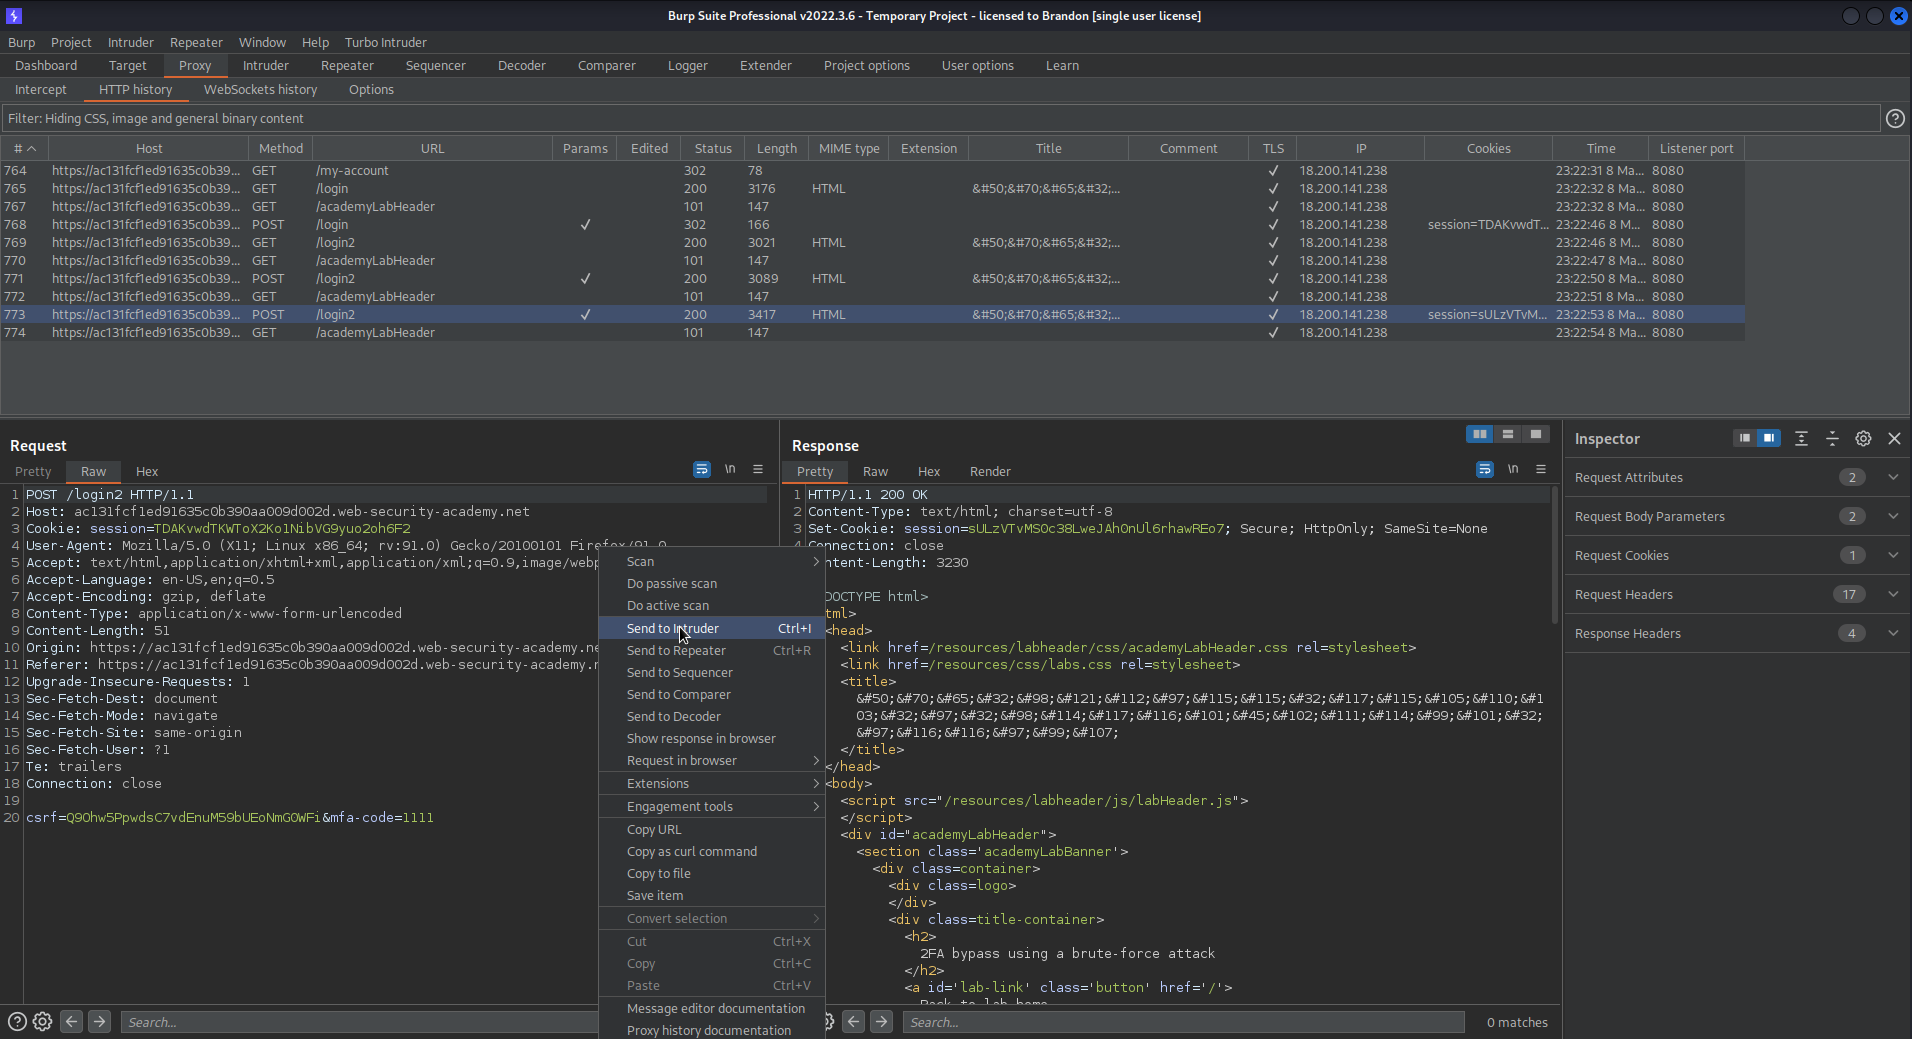 Burp Suite Professional v2022.3.6 - Temporary Project - licensed to Brandon [single user license]
Burp Project Intruder Repeater Window Help Turbo Intruder
Dashboard Target Proxy Intruder Repeater Sequencer Decoder Comparer Logger Extender Project options User options Learn
Intercept HTTP history WebSockets history Options
Filter: Hiding CSS, image and general binary content
# Host Method URL Params Edited Status Length MIME type Extension Title Comment TLS IP Cookies Time Listener port
764 https://ac131fcf1ed91635c0b39... GET /my-account 302 78 ✓ 18.200.141.238 23:22:31 8 Ma... 8080
765 https://ac131fcf1ed91635c0b39... GET /login 200 3176 HTML &#50;&#70;&#65;&#32;... ✓ 18.200.141.238 23:22:32 8 Ma... 8080
767 https://ac131fcf1ed91635c0b39... GET /academyLabHeader 101 147 ✓ 18.200.141.238 23:22:32 8 Ma... 8080
768 https://ac131fcf1ed91635c0b39... POST /login ✓ 302 166 ✓ 18.200.141.238 session=TDAKvwdT... 23:22:46 8 Ma... 8080
769 https://ac131fcf1ed91635c0b39... GET /login2 200 3021 HTML &#50;&#70;&#65;&#32;... ✓ 18.200.141.238 23:22:46 8 Ma... 8080
770 https://ac131fcf1ed91635c0b39... GET /academyLabHeader 101 147 ✓ 18.200.141.238 23:22:47 8 Ma... 8080
771 https://ac131fcf1ed91635c0b39... POST /login2 ✓ 200 3089 HTML &#50;&#70;&#65;&#32;... ✓ 18.200.141.238 23:22:50 8 Ma... 8080
772 https://ac131fcf1ed91635c0b39... GET /academyLabHeader 101 147 ✓ 18.200.141.238 23:22:51 8 Ma... 8080
773 https://ac131fcf1ed91635c0b39... POST /login2 ✓ 200 3417 HTML &#50;&#70;&#65;&#32;... ✓ 18.200.141.238 session=sULzVTvM... 23:22:53 8 Ma... 8080
774 https://ac131fcf1ed91635c0b39... GET /academyLabHeader 101 147 ✓ 18.200.141.238 23:22:54 8 Ma... 8080
Request
Pretty Raw Hex \n
1 POST /login2 HTTP/1.1
2 Host: ac131fcf1ed91635c0b390aa009d002d.web-security-academy.net
3 Cookie: session=TDAKvwdTKWToX2Ko1NibVG9yuo2oh6F2
4 User-Agent: Mozilla/5.0 (X11; Linux x86_64; rv:91.0) Gecko/20100101 Firefox/91.0
5 Accept: text/html,application/xhtml+xml,application/xml;q=0.9,image/webp
6 Accept-Language: en-US,en;q=0.5
7 Accept-Encoding: gzip, deflate
8 Content-Type: application/x-www-form-urlencoded
9 Content-Length: 51
10 Origin: https://ac131fcf1ed91635c0b390aa009d002d.web-security-academy.ne
11 Referer: https://ac131fcf1ed91635c0b390aa009d002d.web-security-academy.n
12 Upgrade-Insecure-Requests: 1
13 Sec-Fetch-Dest: document
14 Sec-Fetch-Mode: navigate
15 Sec-Fetch-Site: same-origin
16 Sec-Fetch-User: ?1
17 Te: trailers
18 Connection: close
19
20 csrf=Q9Ohw5PpwdsC7vdEnuM59bUEoNmG0WFi&mfa-code=1111
Search...
Scan
Do passive scan
Do active scan
Send to Intruder Ctrl+I
Send to Repeater Ctrl+R
Send to Sequencer
Send to Comparer
Send to Decoder
Show response in browser
Request in browser
Extensions
Engagement tools
Copy URL
Copy as curl command
Copy to file
Save item
Convert selection
Cut Ctrl+X
Copy Ctrl+C
Paste Ctrl+V
Message editor documentation
Proxy history documentation
Response
Pretty Raw Hex Render \n
1 HTTP/1.1 200 OK
2 Content-Type: text/html; charset=utf-8
3 Set-Cookie: session=sULzVTvMSOc38LweJAhOnUl6rhawREo7; Secure; HttpOnly; SameSite=None
4 Connection: close
ntent-Length: 3230
DOCTYPE html>
tml>
<head>
<link href=/resources/labheader/css/academyLabHeader.css rel=stylesheet>
<link href=/resources/css/labs.css rel=stylesheet>
<title>
&#50;&#70;&#65;&#32;&#98;&#121;&#112;&#97;&#115;&#115;&#32;&#117;&#115;&#105;&#110;&#1
03;&#32;&#97;&#32;&#98;&#114;&#117;&#116;&#101;&#45;&#102;&#111;&#114;&#99;&#101;&#32;
&#97;&#116;&#116;&#97;&#99;&#107;
</title>
</head>
<body>
<script src="/resources/labheader/js/labHeader.js">
</script>
<div id="academyLabHeader">
<section class='academyLabBanner'>
<div class=container>
<div class=logo>
</div>
<div class=title-container>
<h2>
2FA bypass using a brute-force attack
</h2>
<a id='lab-link' class='button' href='/'>
Back to lab home
Search...
0 matches
Inspector
Request Attributes 2
Request Body Parameters 2
Request Cookies 1
Request Headers 17
Response Headers 4